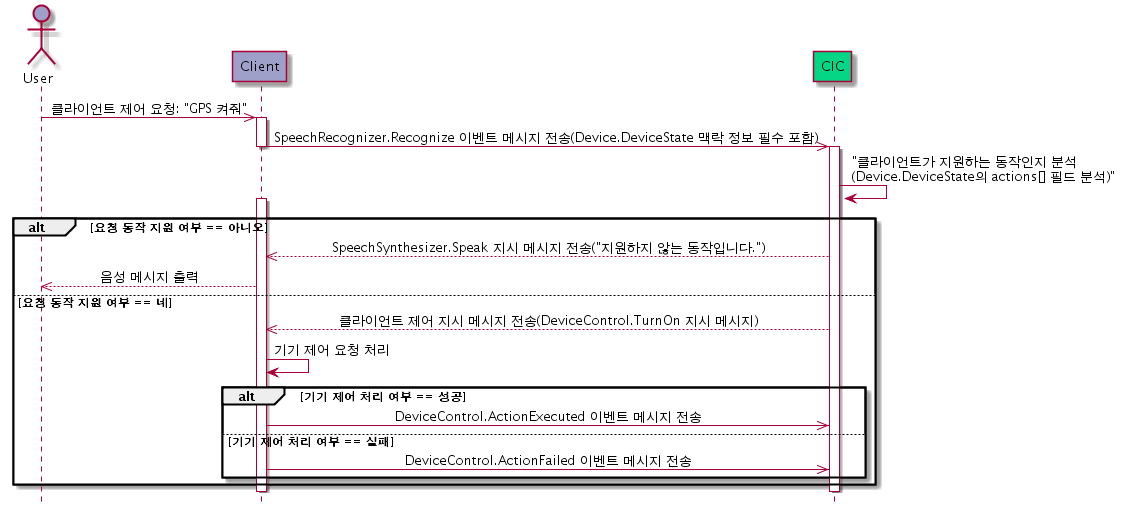 User
Client
CIC
클라이언트 제어 요청: "GPS 켜줘"
SpeechRecognizer.Recognize 이벤트 메시지 전송(Device.DeviceState 맥락 정보 필수 포함)
"클라이언트가 지원하는 동작인지 분석
(Device.DeviceState의 actions[] 필드 분석)"
alt [요청 동작 지원 여부 == 아니오]
SpeechSynthesizer.Speak 지시 메시지 전송("지원하지 않는 동작입니다.")
음성 메시지 출력
[요청 동작 지원 여부 == 네]
클라이언트 제어 지시 메시지 전송(DeviceControl.TurnOn 지시 메시지)
기기 제어 요청 처리
alt [기기 제어 처리 여부 == 성공]
DeviceControl.ActionExecuted 이벤트 메시지 전송
[기기 제어 처리 여부 == 실패]
DeviceControl.ActionFailed 이벤트 메시지 전송